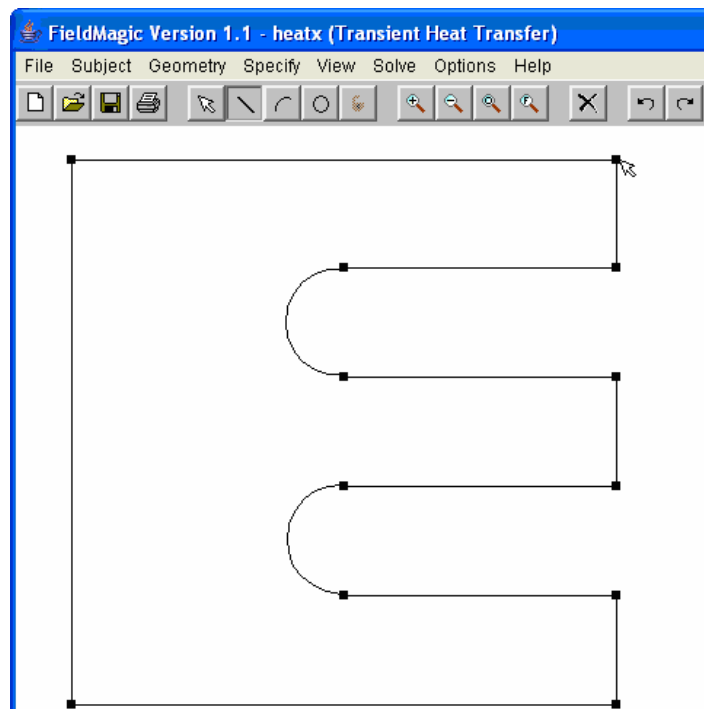 FieldMagic Version 1.1 - heatx (Transient Heat Transfer)
File Subject Geometry Specify View Solve Options Help